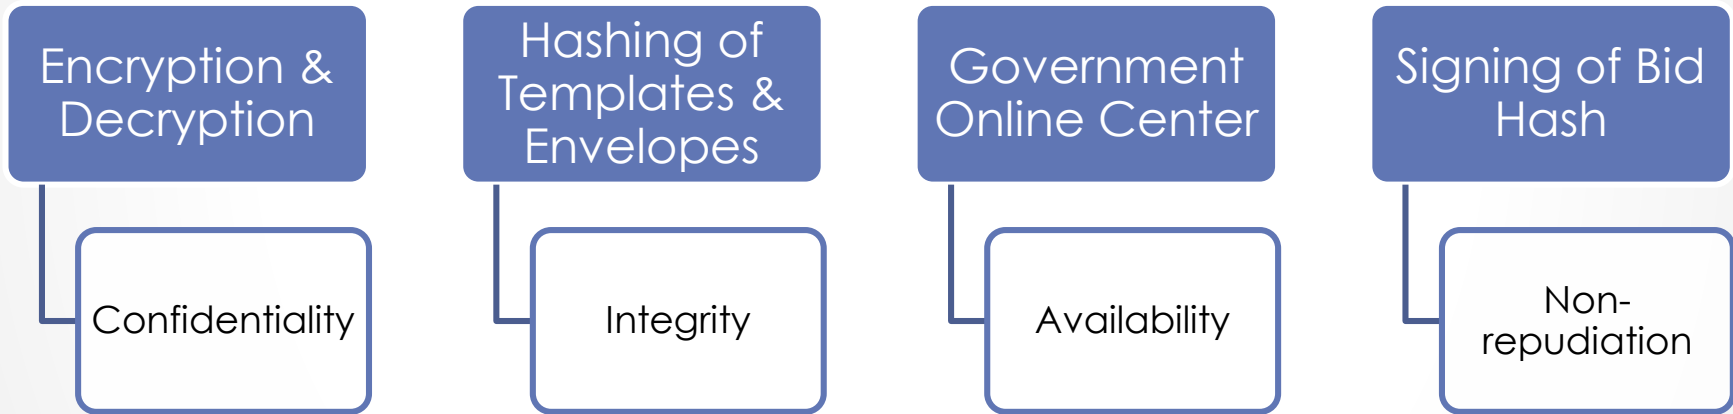 Encryption &
Decryption
Confidentiality
Hashing of
Templates &
Envelopes
Integrity
Government
Online Center
Availability
Signing of Bid
Hash
Non-
repudiation